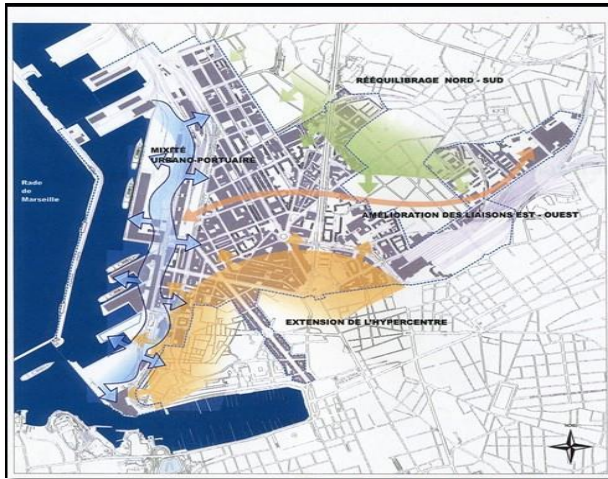 RÉÉQUILIBRAGE NORD - SUD
MIXITÉ
URBANO-PORTUAIRE
Rade
de
Marseille
AMÉLIORATION DES LIAISONS EST - OUEST
EXTENSION DE L'HYPERCENTRE